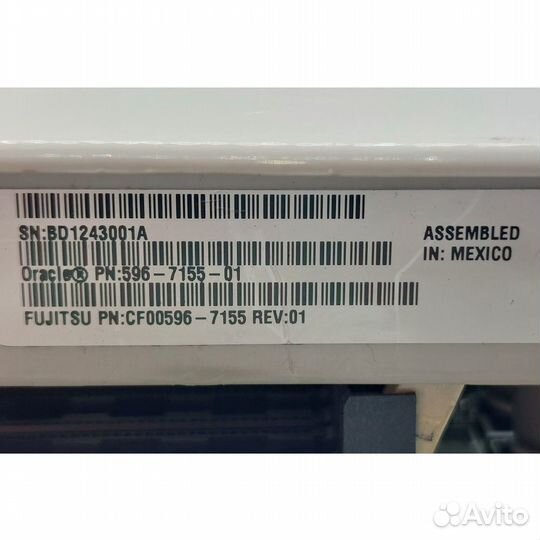 SN:BD1243001A
Oracle® PN:596-7155-01
FUJITSU PN:CF00596-7155 REV:01
ASSEMBLED
IN: MEXICO
Avito